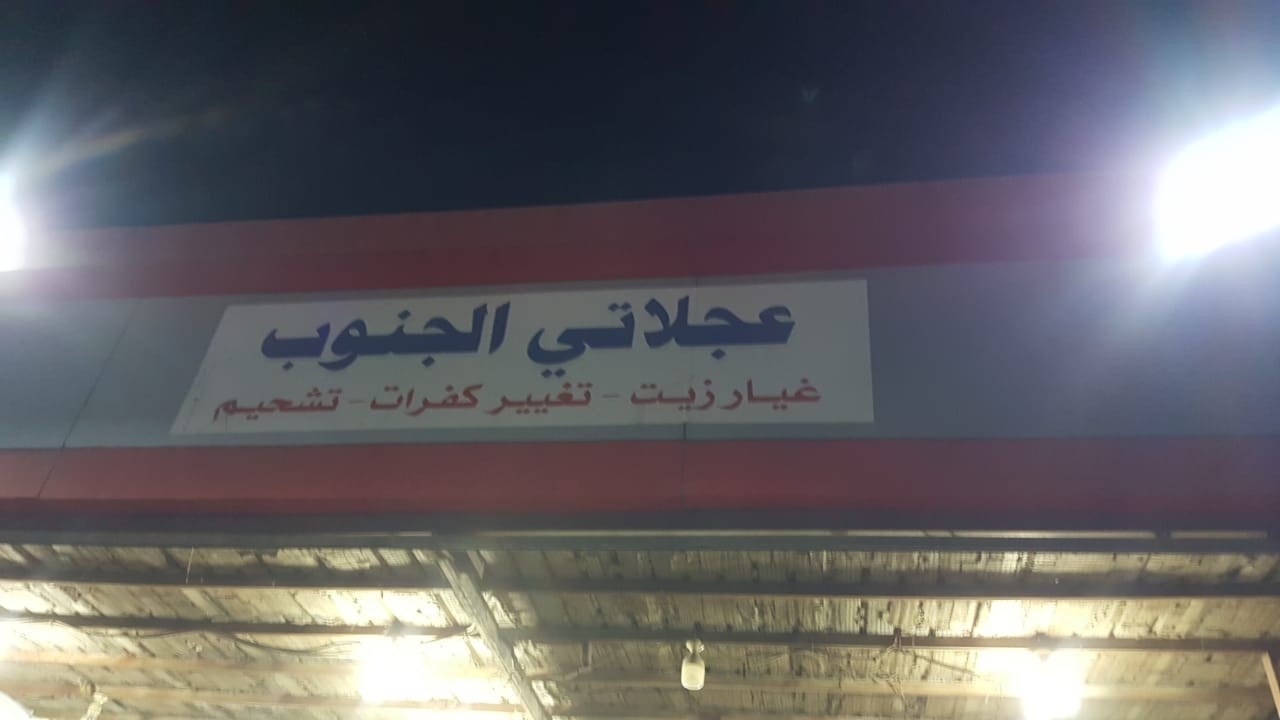 عجلاتي الجنوب
غيار زيت - تغيير كفرات - تشحيم